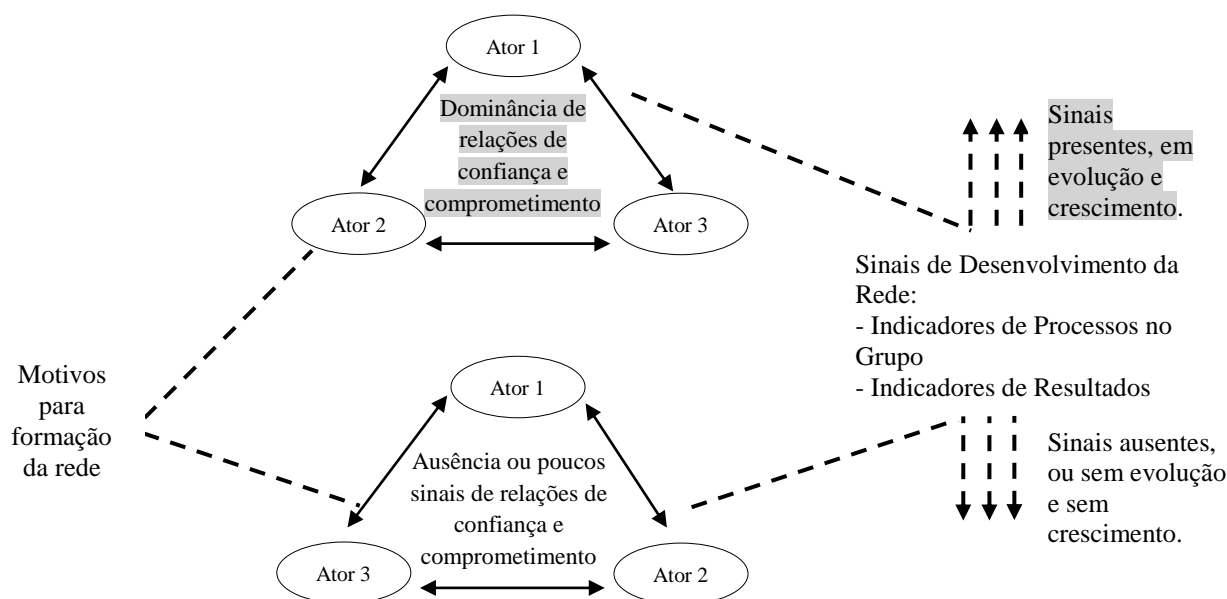 Ator 1
Dominância de
relações de
confiança e
comprometimento
Ator 2
Ator 3
Sinais
presentes, em
evolução e
crescimento.
Sinais de Desenvolvimento da
Rede:
- Indicadores de Processos no
Grupo
- Indicadores de Resultados
Motivos
para
formação
da rede
Ator 1
Ausência ou poucos
sinais de relações de
confiança e
comprometimento
Ator 3
Ator 2
Sinais ausentes,
ou sem evolução
e sem
crescimento.